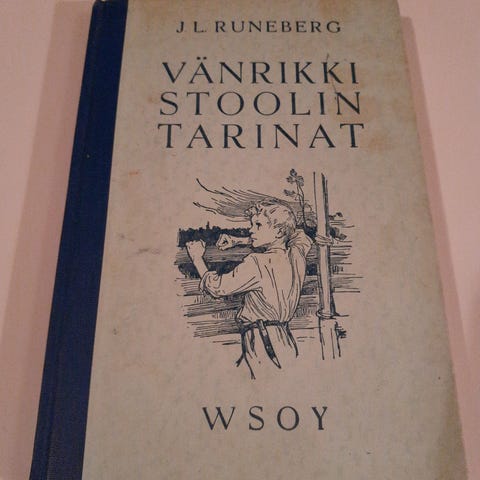 J. L. RUNEBERG
VÄNRIKKI
STOOLIN
TARINAT
WSOY